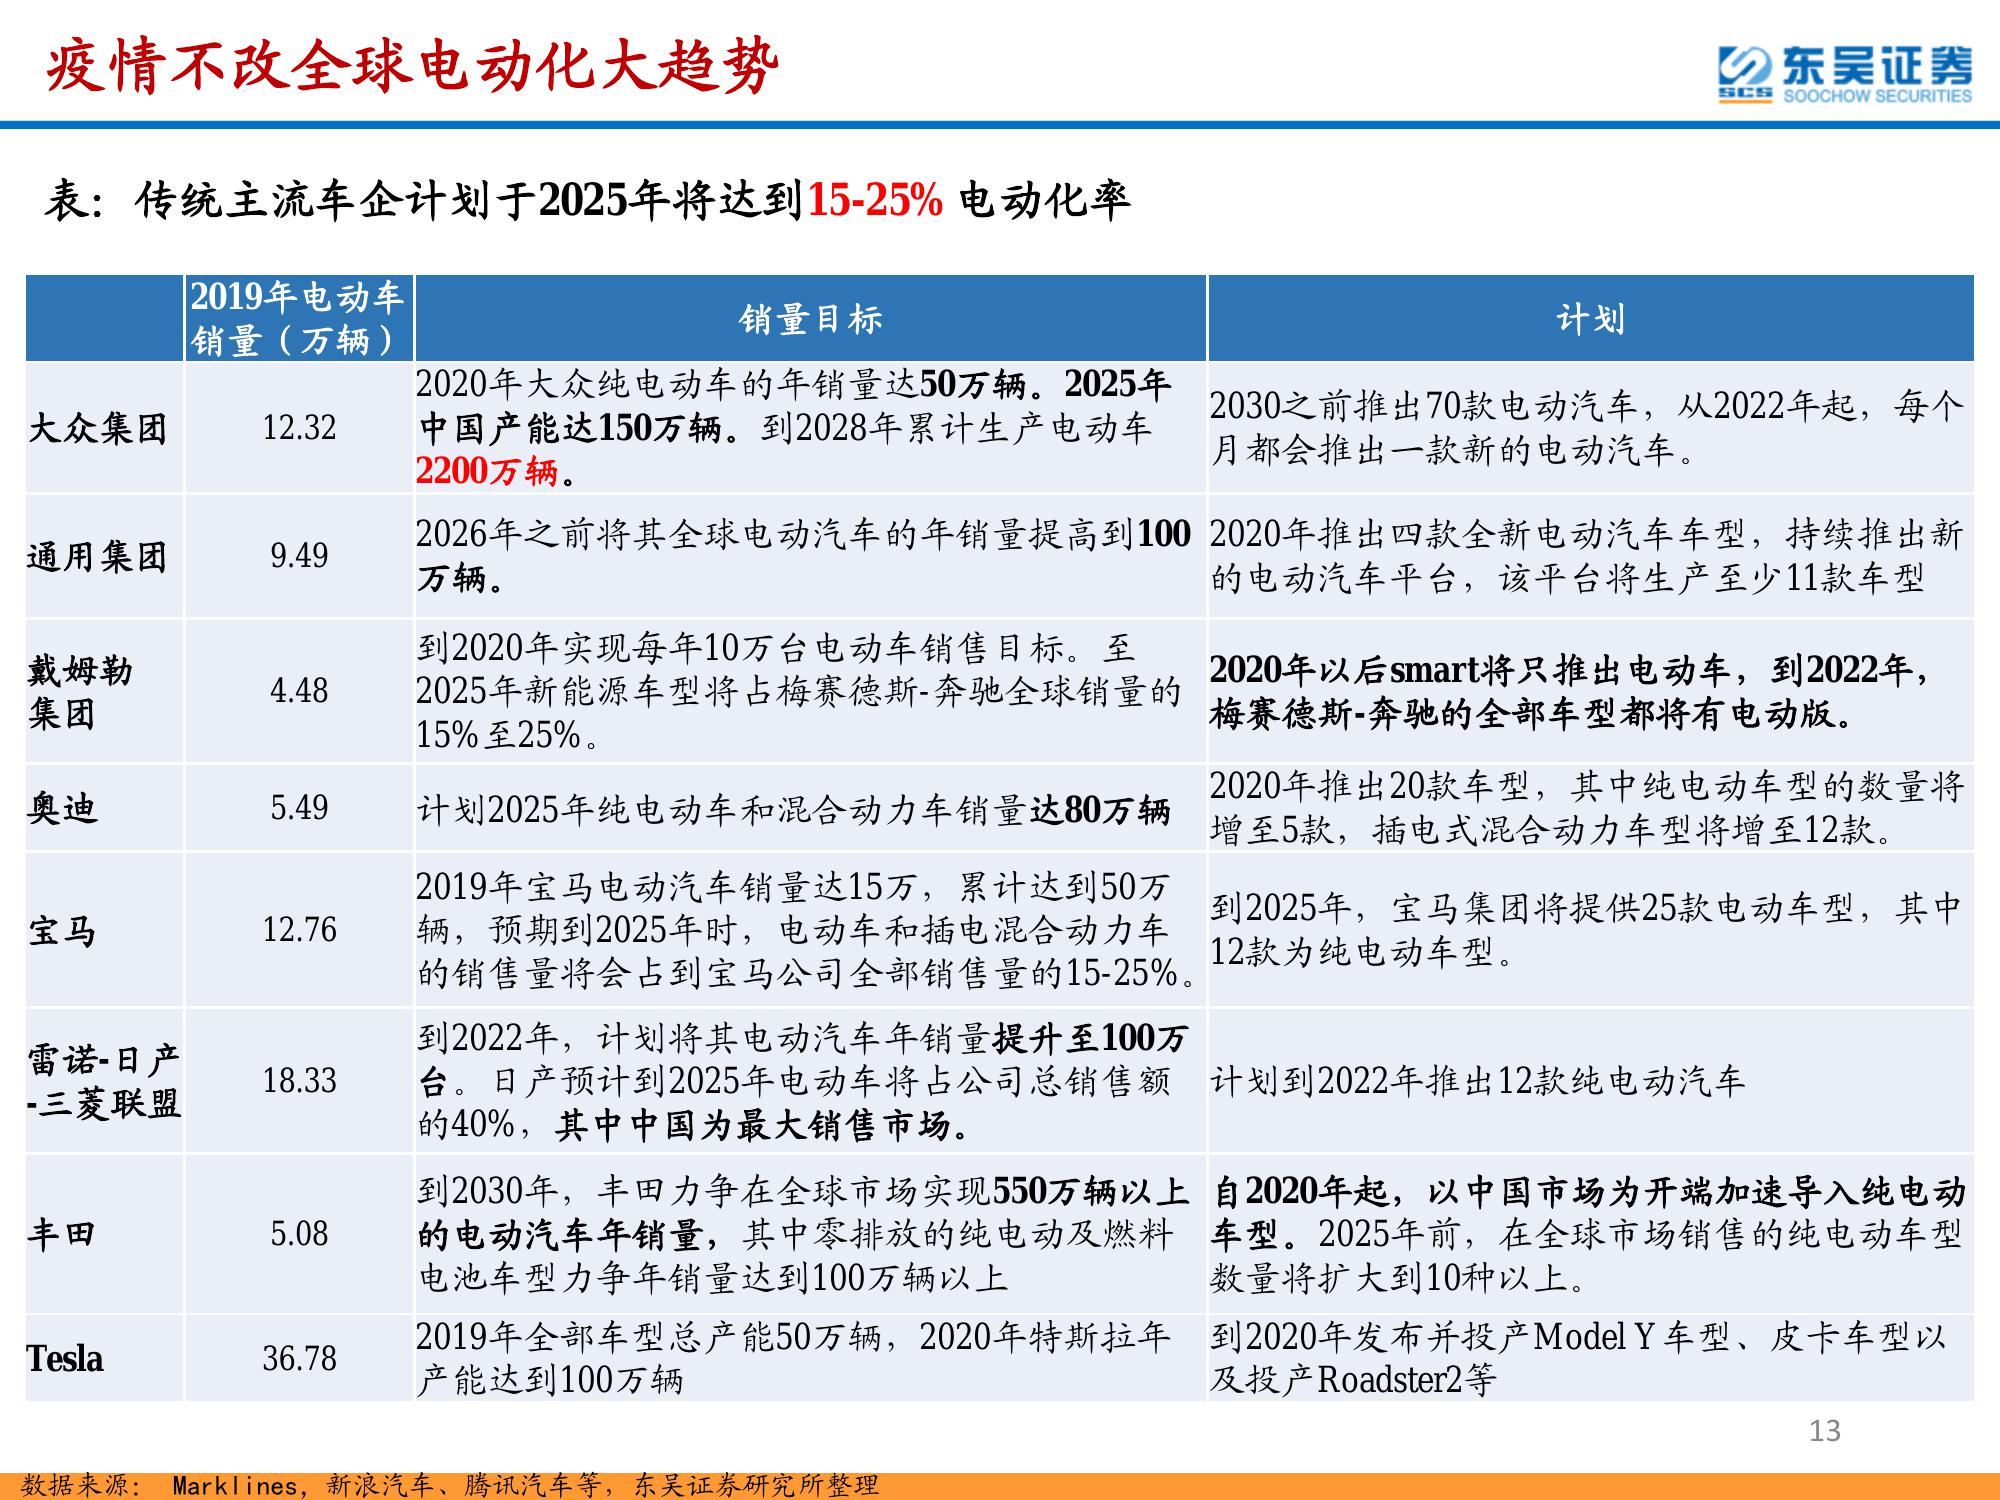 疫情不改全球电动化大趋势
东吴证券
SCS
SOOCHOW SECURITIES
表：传统主流车企计划于2025年将达到15-25% 电动化率
2019年电动车
销量（万辆）
销量目标
计划
大众集团
12.32
2020年大众纯电动车的年销量达50万辆。2025年
中国产能达150万辆。到2028年累计生产电动车
2200万辆。
2030之前推出70款电动汽车，从2022年起，每个
月都会推出一款新的电动汽车。
通用集团
9.49
2026年之前将其全球电动汽车的年销量提高到100
万辆。
2020年推出四款全新电动汽车车型，持续推出新
的电动汽车平台，该平台将生产至少11款车型
戴姆勒
集团
4.48
到2020年实现每年10万台电动车销售目标。至
2025年新能源车型将占梅赛德斯-奔驰全球销量的
15%至25%。
2020年以后smart将只推出电动车，到2022年，
梅赛德斯-奔驰的全部车型都将有电动版。
奥迪
5.49
计划2025年纯电动车和混合动力车销量达80万辆
2020年推出20款车型，其中纯电动车型的数量将
增至5款，插电式混合动力车型将增至12款。
宝马
12.76
2019年宝马电动汽车销量达15万，累计达到50万
辆，预期到2025年时，电动车和插电混合动力车
的销售量将会占到宝马公司全部销售量的15-25%。
到2025年，宝马集团将提供25款电动车型，其中
12款为纯电动车型。
雷诺-日产
-三菱联盟
18.33
到2022年，计划将其电动汽车年销量提升至100万
台。日产预计到2025年电动车将占公司总销售额
的40%，其中中国为最大销售市场。
计划到2022年推出12款纯电动汽车
丰田
5.08
到2030年，丰田力争在全球市场实现550万辆以上
的电动汽车年销量，其中零排放的纯电动及燃料
电池车型力争年销量达到100万辆以上
自2020年起，以中国市场为开端加速导入纯电动
车型。2025年前，在全球市场销售的纯电动车型
数量将扩大到10种以上。
Tesla
36.78
2019年全部车型总产能50万辆，2020年特斯拉年
产能达到100万辆
到2020年发布并投产Model Y 车型、皮卡车型以
及投产Roadster2等
13
数据来源： Marklines，新浪汽车、腾讯汽车等，东吴证券研究所整理